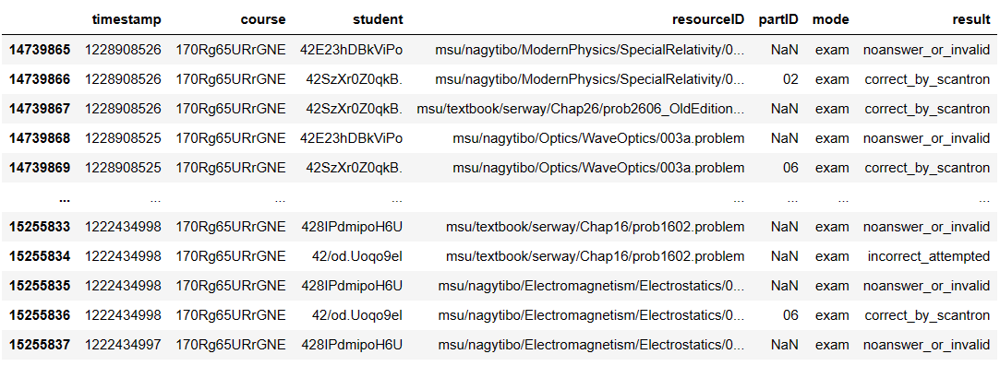 timestamp course student resourceID partID mode result
14739865 1228908526 170Rg65URrGNE 42E23hDBkViPo msu/nagytibo/ModernPhysics/SpecialRelativity/0... NaN exam noanswer_or_invalid
14739866 1228908526 170Rg65URrGNE 42SzXr0Z0qkB. msu/nagytibo/ModernPhysics/SpecialRelativity/0... 02 exam correct_by_scantron
14739867 1228908526 170Rg65URrGNE 42SzXr0Z0qkB. msu/textbook/serway/Chap26/prob2606_OldEdition... NaN exam correct_by_scantron
14739868 1228908525 170Rg65URrGNE 42E23hDBkViPo msu/nagytibo/Optics/WaveOptics/003a.problem NaN exam noanswer_or_invalid
14739869 1228908525 170Rg65URrGNE 42SzXr0Z0qkB. msu/nagytibo/Optics/WaveOptics/003a.problem 06 exam correct_by_scantron
... ... ... ... ... ... ... ...
15255833 1222434998 170Rg65URrGNE 428IPdmipoH6U msu/textbook/serway/Chap16/prob1602.problem NaN exam noanswer_or_invalid
15255834 1222434998 170Rg65URrGNE 42/od.Uoqo9eI msu/textbook/serway/Chap16/prob1602.problem NaN exam incorrect_attempted
15255835 1222434998 170Rg65URrGNE 428IPdmipoH6U msu/nagytibo/Electromagnetism/Electrostatics/0... NaN exam noanswer_or_invalid
15255836 1222434998 170Rg65URrGNE 42/od.Uoqo9eI msu/nagytibo/Electromagnetism/Electrostatics/0... 06 exam correct_by_scantron
15255837 1222434997 170Rg65URrGNE 428IPdmipoH6U msu/nagytibo/Electromagnetism/Electrostatics/0... NaN exam noanswer_or_invalid